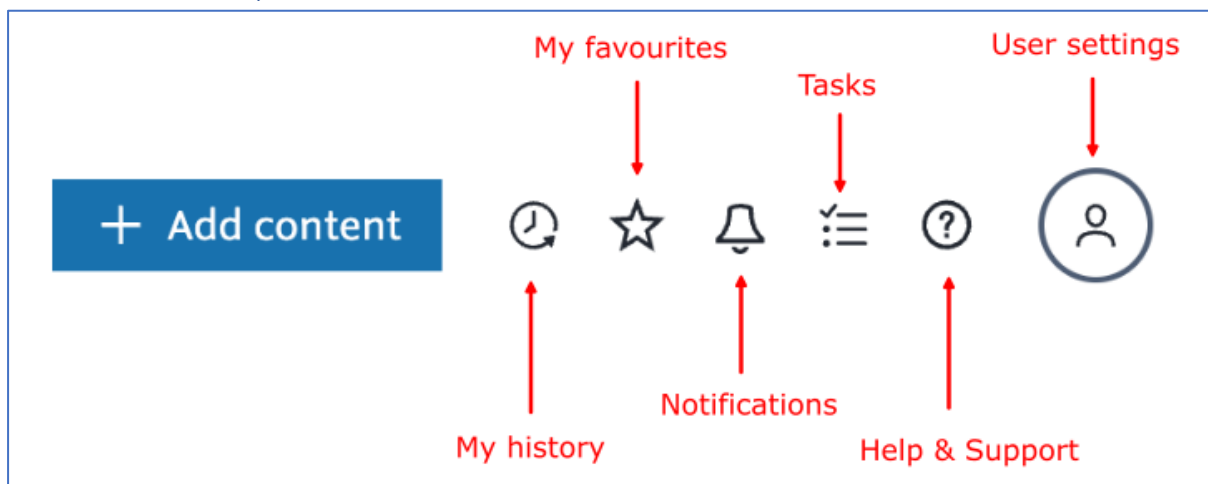 My favourites
User settings
Tasks
+ Add content
?
Notifications
My history
Help & Support